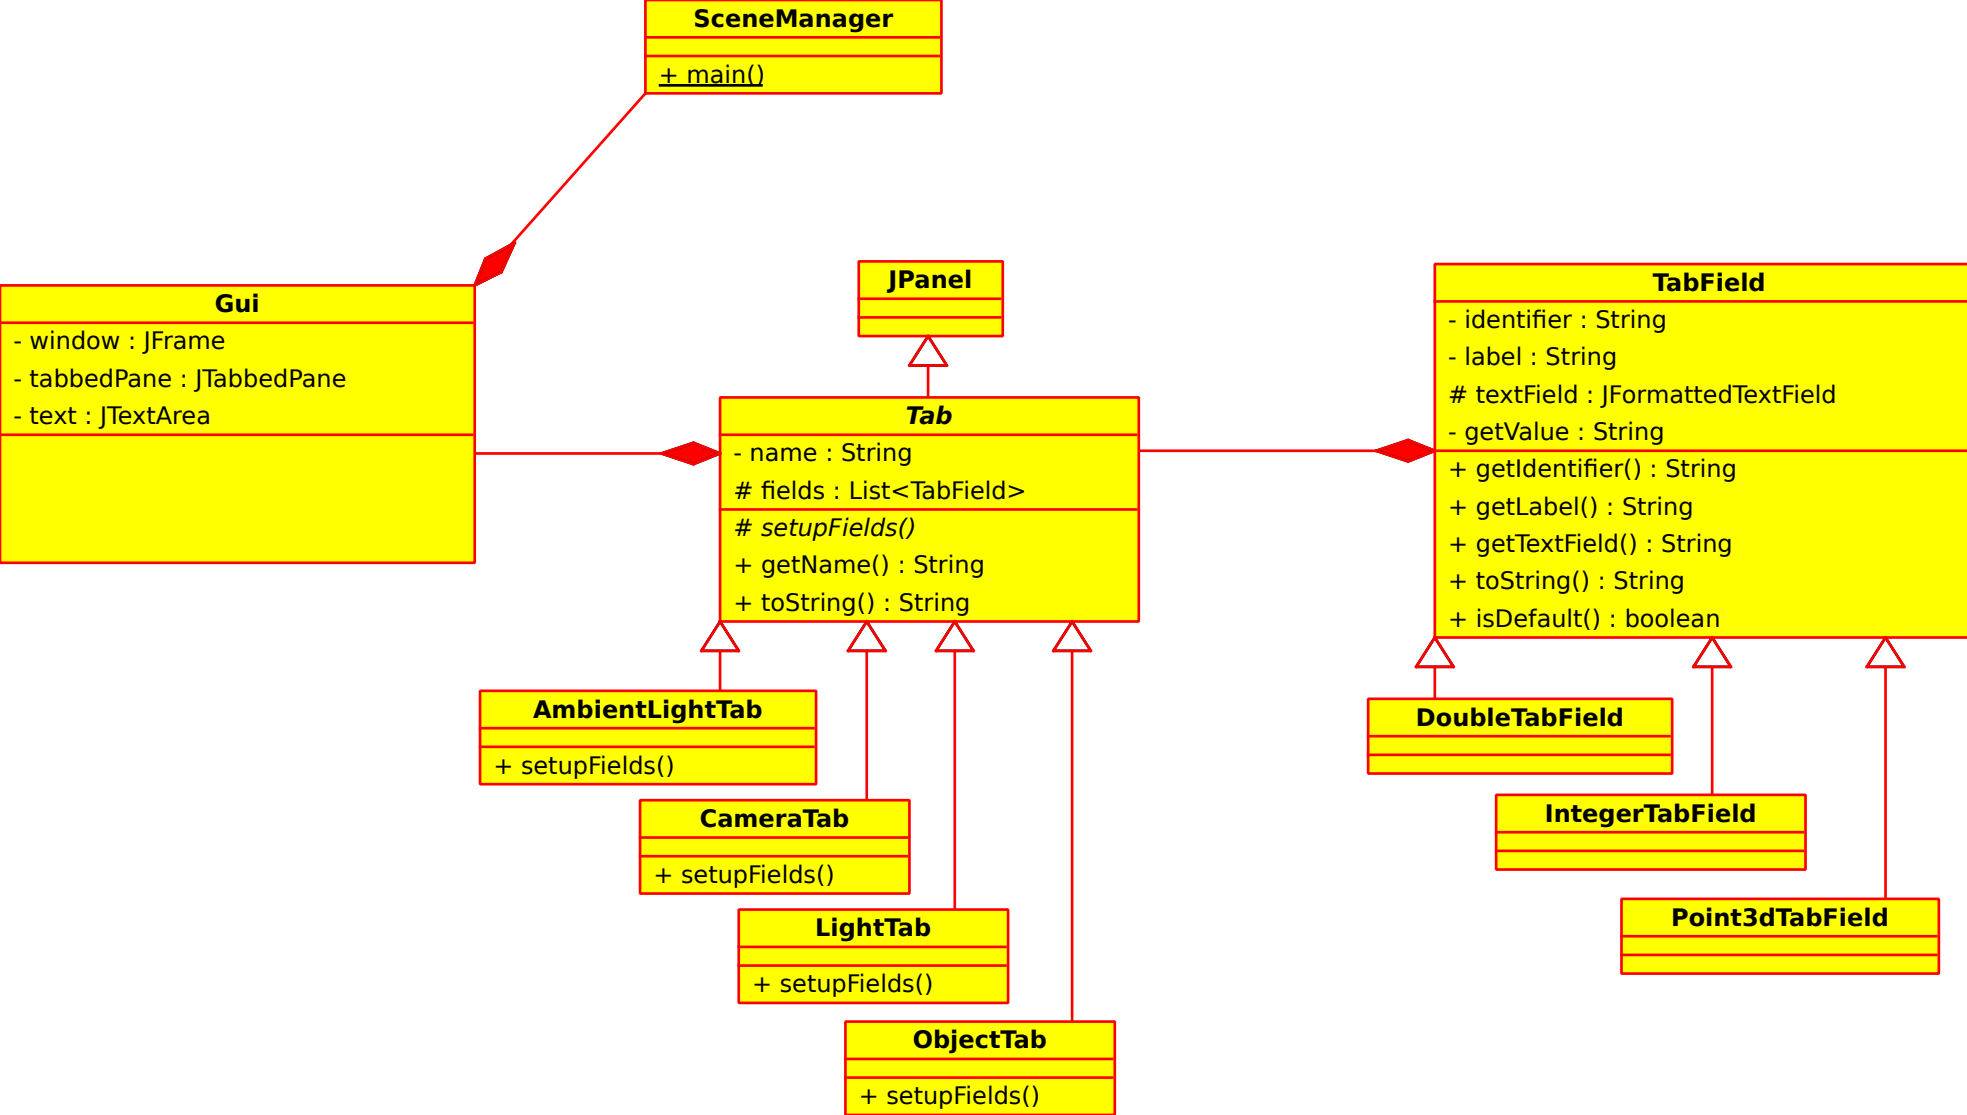 SceneManager
+ main()
Gui
- window : JFrame
- tabbedPane : JTabbedPane
- text : JTextArea
JPanel
Tab
- name : String
# fields : List<TabField>
# setupFields()
+ getName() : String
+ toString() : String
TabField
- identifier : String
- label : String
# textField : JFormattedTextField
- getValue : String
+ getIdentifier() : String
+ getLabel() : String
+ getTextField() : String
+ toString() : String
+ isDefault() : boolean
AmbientLightTab
+ setupFields()
CameraTab
+ setupFields()
LightTab
+ setupFields()
ObjectTab
+ setupFields()
DoubleTabField
IntegerTabField
Point3dTabField